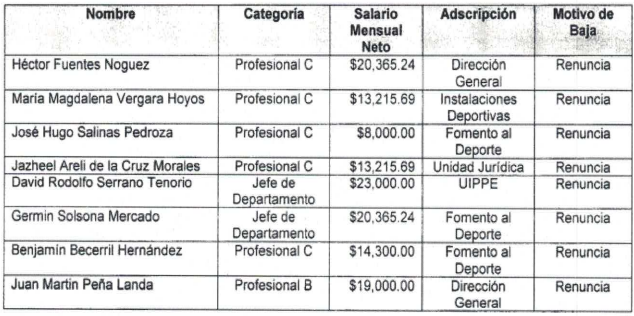 Nombre Categoría Salario Mensual Neto Adscripción Motivo de Baja
Héctor Fuentes Noguez Profesional C $20,365.24 Dirección General Renuncia
María Magdalena Vergara Hoyos Profesional C $13,215.69 Instalaciones Deportivas Renuncia
José Hugo Salinas Pedroza Profesional C $8,000.00 Fomento al Deporte Renuncia
Jazheel Areli de la Cruz Morales Profesional C $13,215.69 Unidad Jurídica Renuncia
David Rodolfo Serrano Tenorio Jefe de Departamento $23,000.00 UIPPE Renuncia
Germin Solsona Mercado Jefe de Departamento $20,365.24 Fomento al Deporte Renuncia
Benjamín Becerril Hernández Profesional C $14,300.00 Fomento al Deporte Renuncia
Juan Martin Peña Landa Profesional B $19,000.00 Dirección General Renuncia